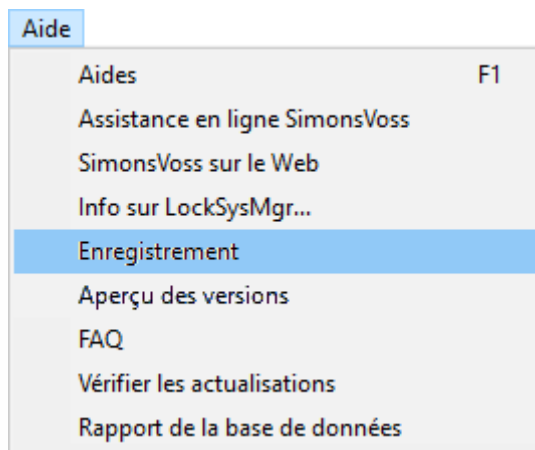 Aide
Aides F1
Assistance en ligne SimonsVoss
SimonsVoss sur le Web
Info sur LockSysMgr...
Enregistrement
Aperçu des versions
FAQ
Vérifier les actualisations
Rapport de la base de données